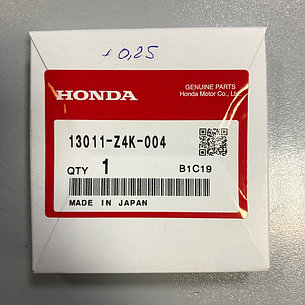 +0,25
GENUINE PARTS
HONDA Honda Motor Co., Ltd.
13011-Z4K-004
QTY 1 B1C19
MADE IN JAPAN